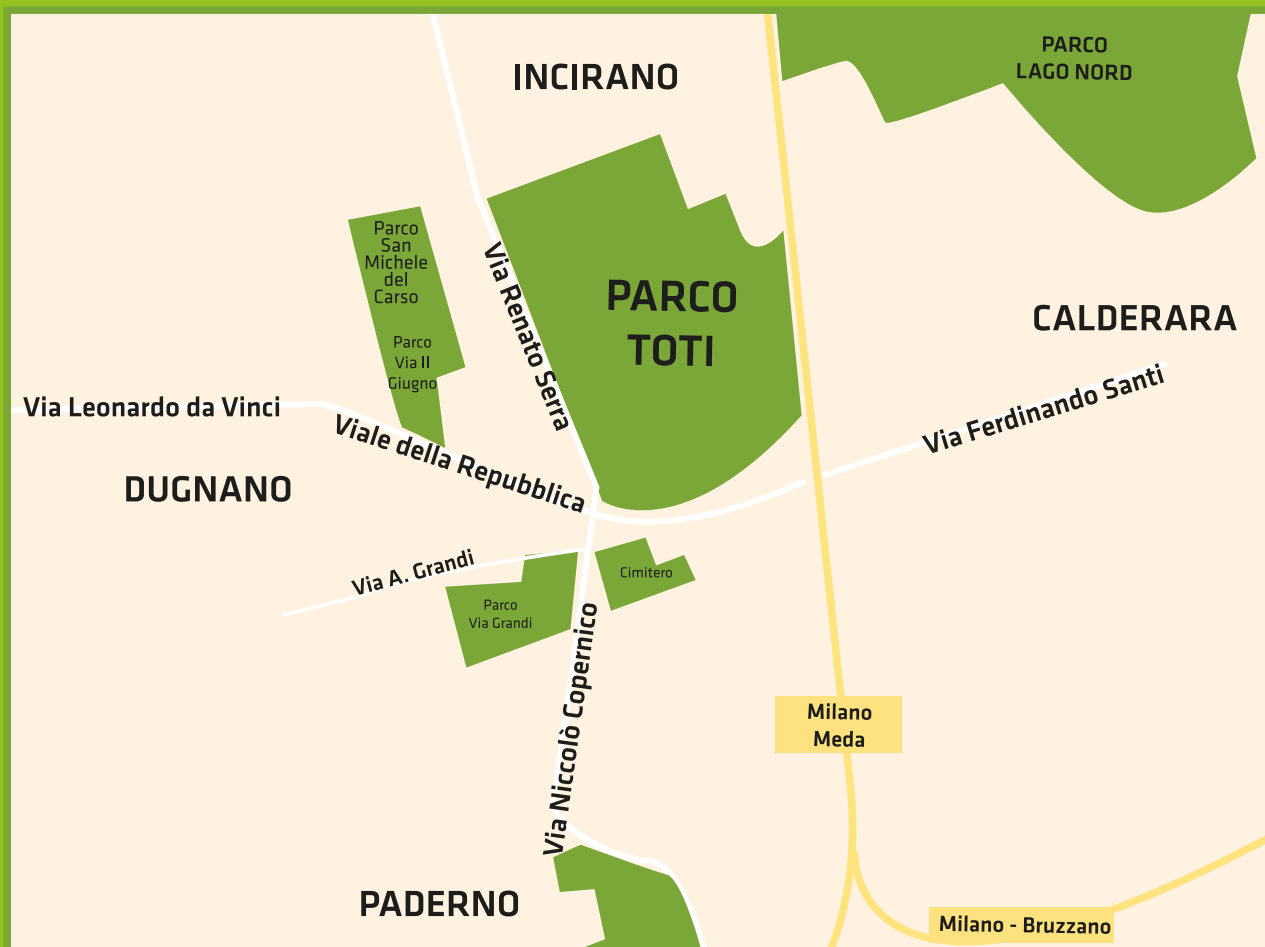 PARCO
LAGO NORD
INCIRANO
Parco
San
Michele
del
Carso
Via Renato Serra
PARCO
TOTI
CALDERARA
Parco
Via II
Giugno
Via Leonardo da Vinci
Viale della Repubblica
Via Ferdinando Santi
DUGNANO
Via A. Grandi
Cimitero
Parco
Via Grandi
Via Niccolò Copernico
Milano
Meda
PADERNO
Milano - Bruzzano